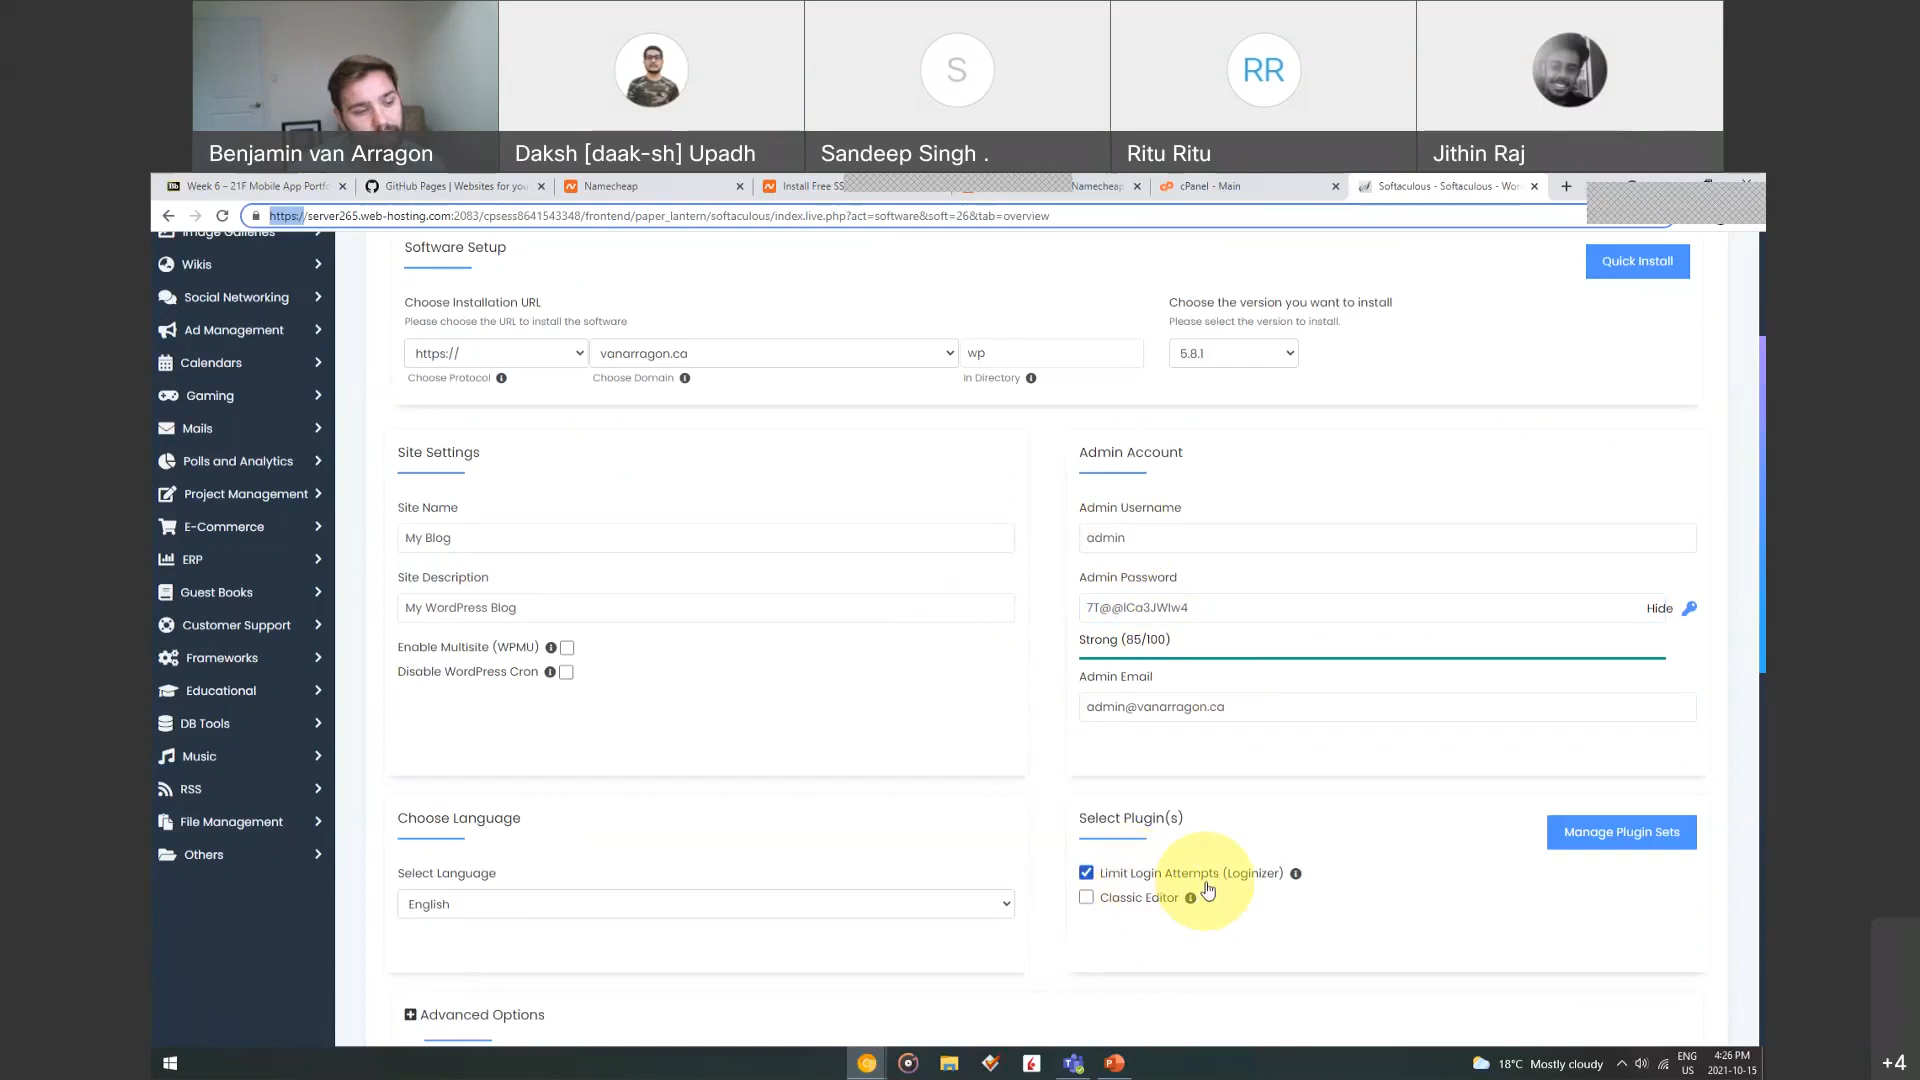 S
RR
Benjamin van Arragon
Daksh [daak-sh] Upadh
Sandeep Singh .
Ritu Ritu
Jithin Raj
Week 6 – 21F Mobile App Portfo
GitHub Pages | Websites for you
Namecheap
Install Free SS
Namecheap
cPanel - Main
Softaculous - Softaculous - Wor
https://server265.web-hosting.com:2083/cpsess8641543348/frontend/paper_lantern/softaculous/index.live.php?act=software&soft=26&tab=overview
Image Galleries
Wikis
Social Networking
Ad Management
Calendars
Gaming
Mails
Polls and Analytics
Project Management
E-Commerce
ERP
Guest Books
Customer Support
Frameworks
Educational
DB Tools
Music
RSS
File Management
Others
Software Setup
Quick Install
Choose Installation URL
Please choose the URL to install the software
https://
vanarragon.ca
wp
Choose Protocol
Choose Domain
In Directory
Choose the version you want to install
Please select the version to install.
5.8.1
Site Settings
Site Name
My Blog
Site Description
My WordPress Blog
Enable Multisite (WPMU)
Disable WordPress Cron
Admin Account
Admin Username
admin
Admin Password
7T@@lCa3JWIw4
Hide
Strong (85/100)
Admin Email
admin@vanarragon.ca
Choose Language
Select Language
English
Select Plugin(s)
Manage Plugin Sets
Limit Login Attempts (Loginizer)
Classic Editor
Advanced Options
18°C Mostly cloudy
ENG
US
4:26 PM
2021-10-15
+4